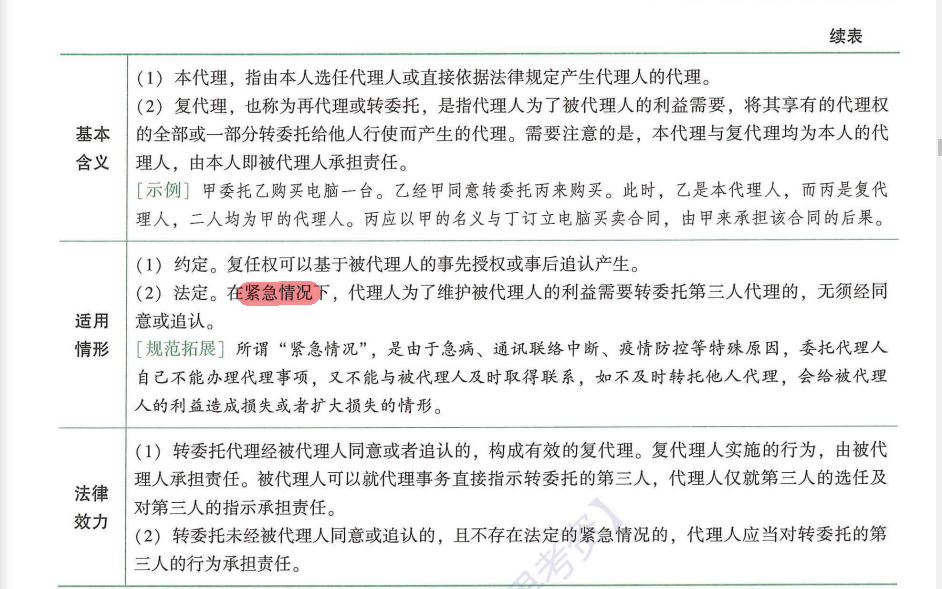 续表
(1) 本代理，指由本人选任代理人或直接依据法律规定产生代理人的代理。
(2) 复代理，也称为再代理或转委托，是指代理人为了被代理人的利益需要，将其享有的代理权
基本
的全部或一部分转委托给他人行使而产生的代理。需要注意的是，本代理与复代理均为本人的代
含义
理人，由本人即被代理人承担责任。
[示例] 甲委托乙购买电脑一台。乙经甲同意转委托丙来购买。此时，乙是本代理人，而丙是复代
理人，二人均为甲的代理人。丙应以甲的名义与丁订立电脑买卖合同，由甲来承担该合同的后果。
(1) 约定。复任权可以基于被代理人的事先授权或事后追认产生。
(2) 法定。在紧急情况下，代理人为了维护被代理人的利益需要转委托第三人代理的，无须经同
适用
意或追认。
情形
[规范拓展] 所谓“紧急情况”，是由于急病、通讯联络中断、疫情防控等特殊原因，委托代理人
自己不能办理代理事项，又不能与被代理人及时取得联系，如不及时转托他人代理，会给被代理
人的利益造成损失或者扩大损失的情形。
(1) 转委托代理经被代理人同意或者追认的，构成有效的复代理。复代理人实施的行为，由被代
理人承担责任。被代理人可以就代理事务直接指示转委托的第三人，代理人仅就第三人的选任及
法律
对第三人的指示承担责任。
效力
(2) 转委托未经被代理人同意或追认的，且不存在法定的紧急情况的，代理人应当对转委托的第
三人的行为承担责任。